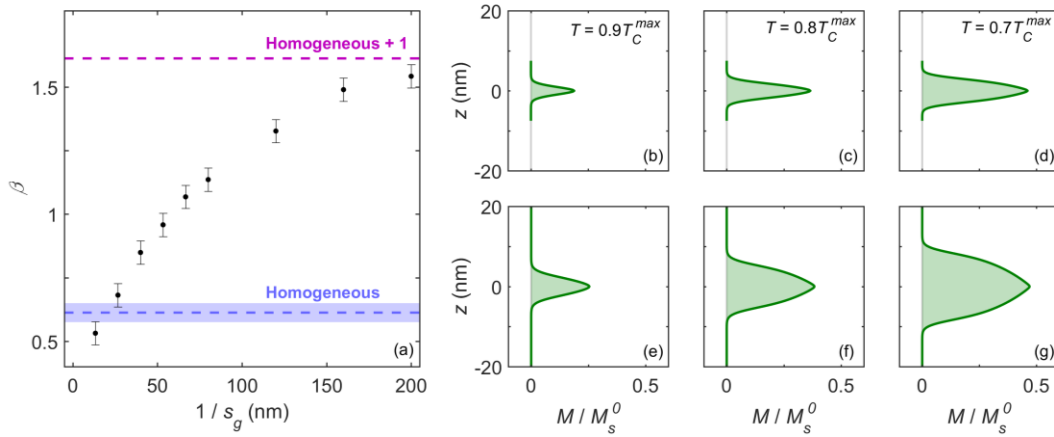 Homogeneous + 1
Homogeneous
β
1.5
1
0.5
0
50
100
150
200
1 / s_g (nm)
(a)
T = 0.9T_C^max
T = 0.8T_C^max
T = 0.7T_C^max
z (nm)
20
0
-20
(b)
(c)
(d)
z (nm)
20
0
-20
(e)
(f)
(g)
0
0.5
0
0.5
0
0.5
M / M_s^0
M / M_s^0
M / M_s^0